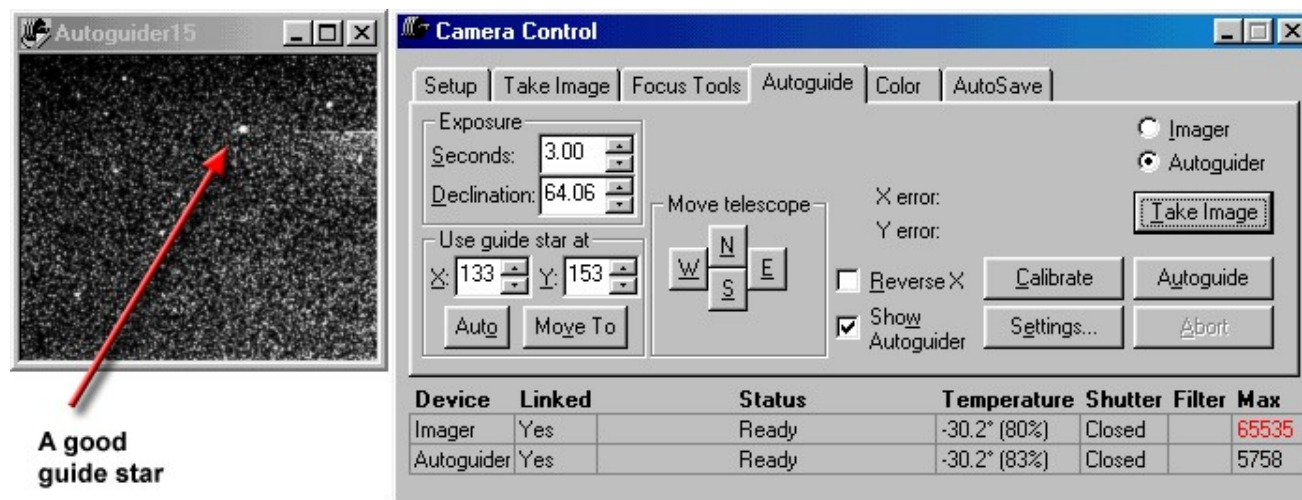 Autoguider15
A good
guide star
Camera Control
Setup Take Image Focus Tools Autoguide Color AutoSave
Exposure
Seconds: 3.00
Declination: 64.06
Use guide star at
X: 133 Y: 153
Auto Move To
Move telescope
N
W E
S
X error:
Y error:
Imager
Autoguider
Take Image
Reverse X
Show
Autoguider
Calibrate Autoguide
Settings... Abort
Device Linked Status Temperature Shutter Filter Max
Imager Yes Ready -30.2° (80%) Closed 65535
Autoguider Yes Ready -30.2° (83%) Closed 5758